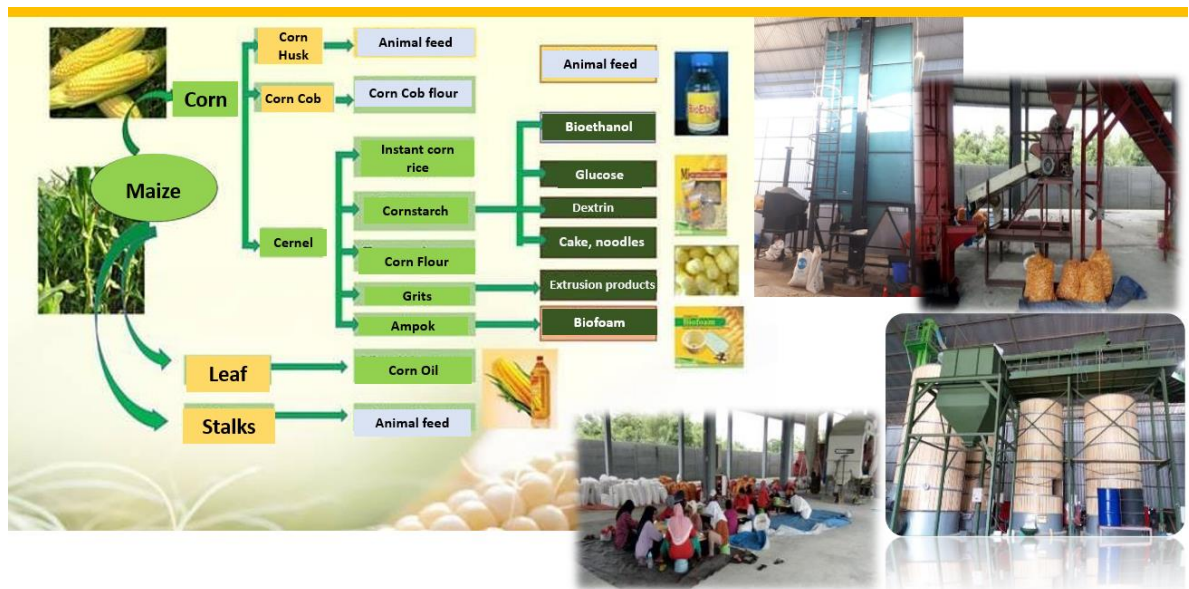 Corn
Husk
Animal feed
Animal feed
Corn
Corn Cob
Corn Cob flour
Bioethanol
Instant corn
rice
Maize
Glucose
Cornstarch
Dextrin
Cernel
Cake, noodles
Corn Flour
Grits
Extrusion products
Ampok
Biofoam
Biofoam
Leaf
Corn Oil
Stalks
Animal feed